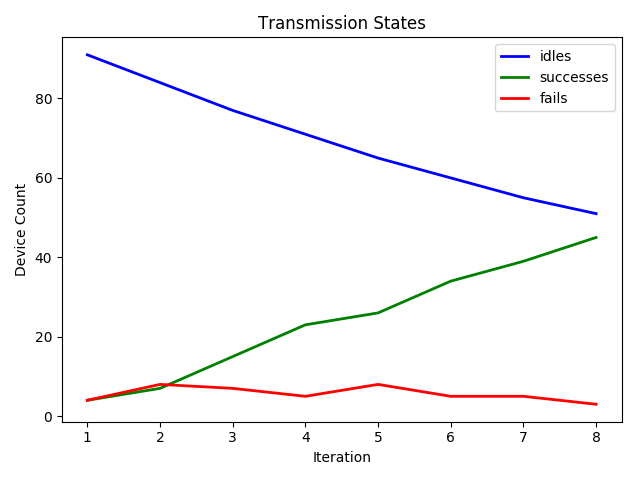 Transmission States
idles
successes
fails
Device Count
80
60
40
20
0
1 2 3 4 5 6 7 8
Iteration